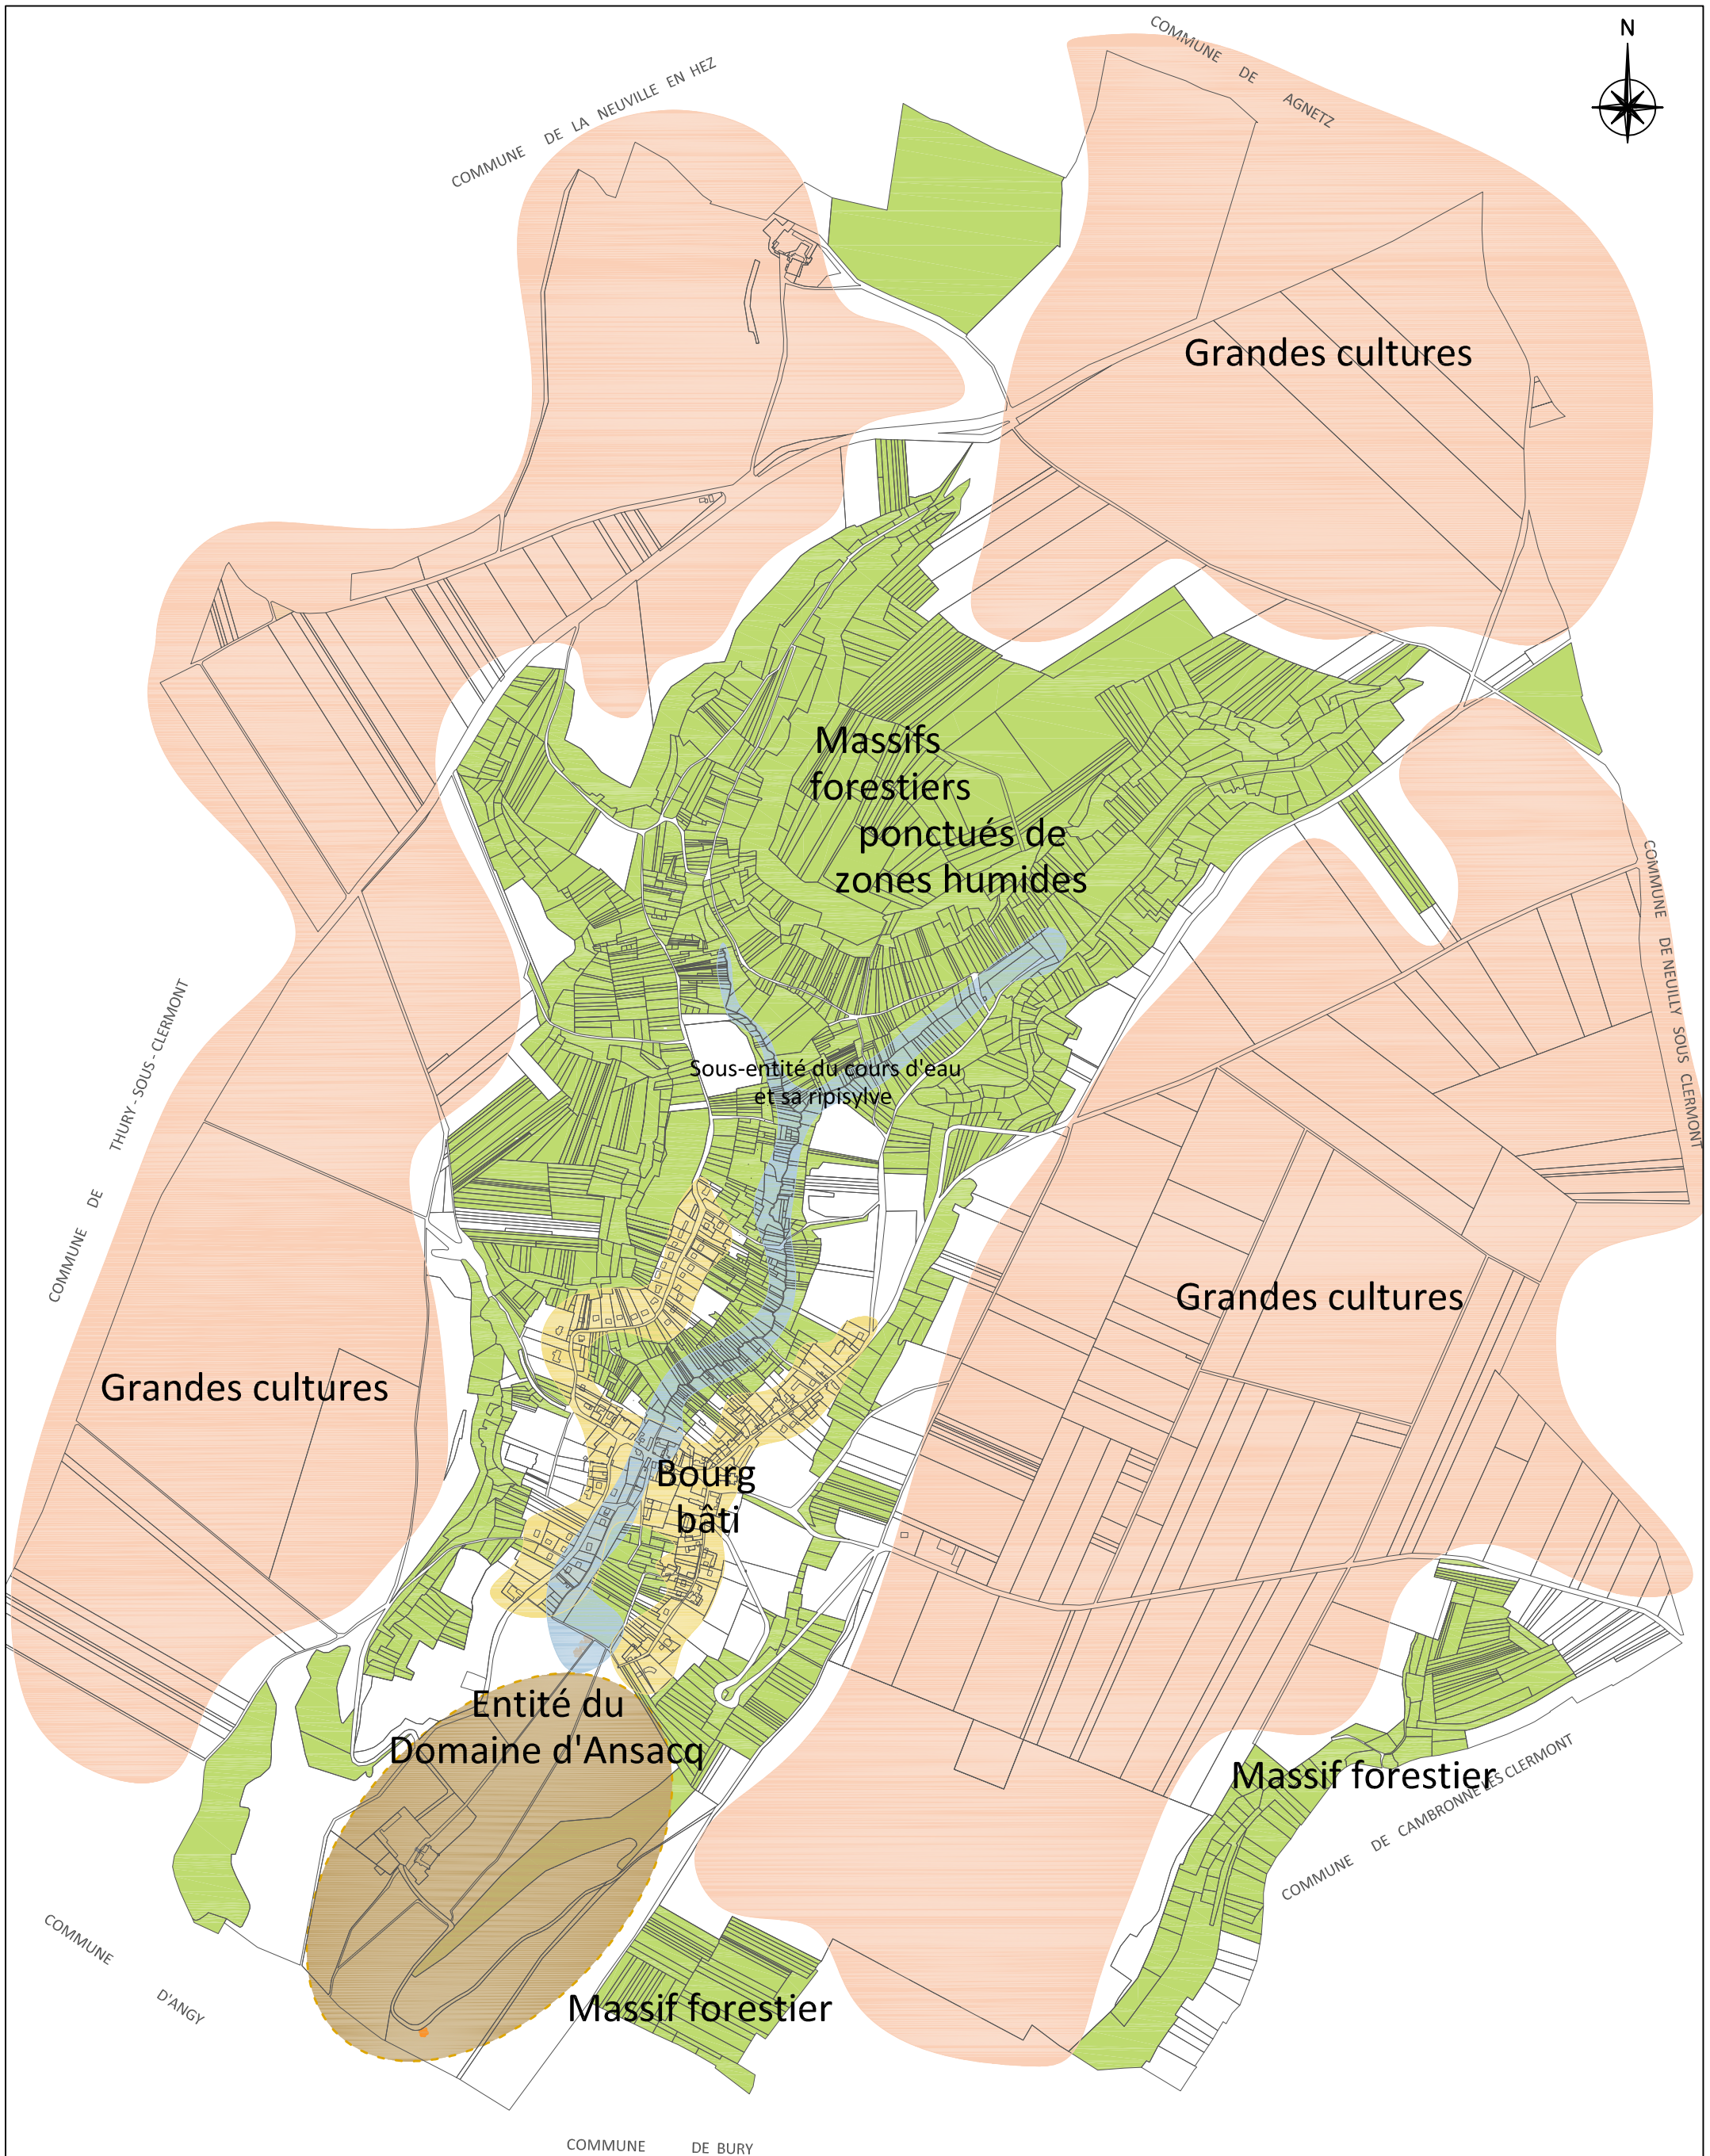 COMMUNE DE AGNETZ
N
COMMUNE DE LA NEUVILLE EN HEZ
Grandes cultures
Massifs
forestiers
ponctués de
zones humides
COMMUNE DE NEUILLY SOUS CLERMONT
COMMUNE DE THURY - SOUS - CLERMONT
Sous-entité du cours d'eau
et sa ripisylve
Grandes cultures
Grandes cultures
Bourg
bâti
Entité du
Domaine d'Ansacq
Massif forestier
COMMUNE DE CAMBRONNE LES CLERMONT
COMMUNE D'ANGY
Massif forestier
COMMUNE DE BURY